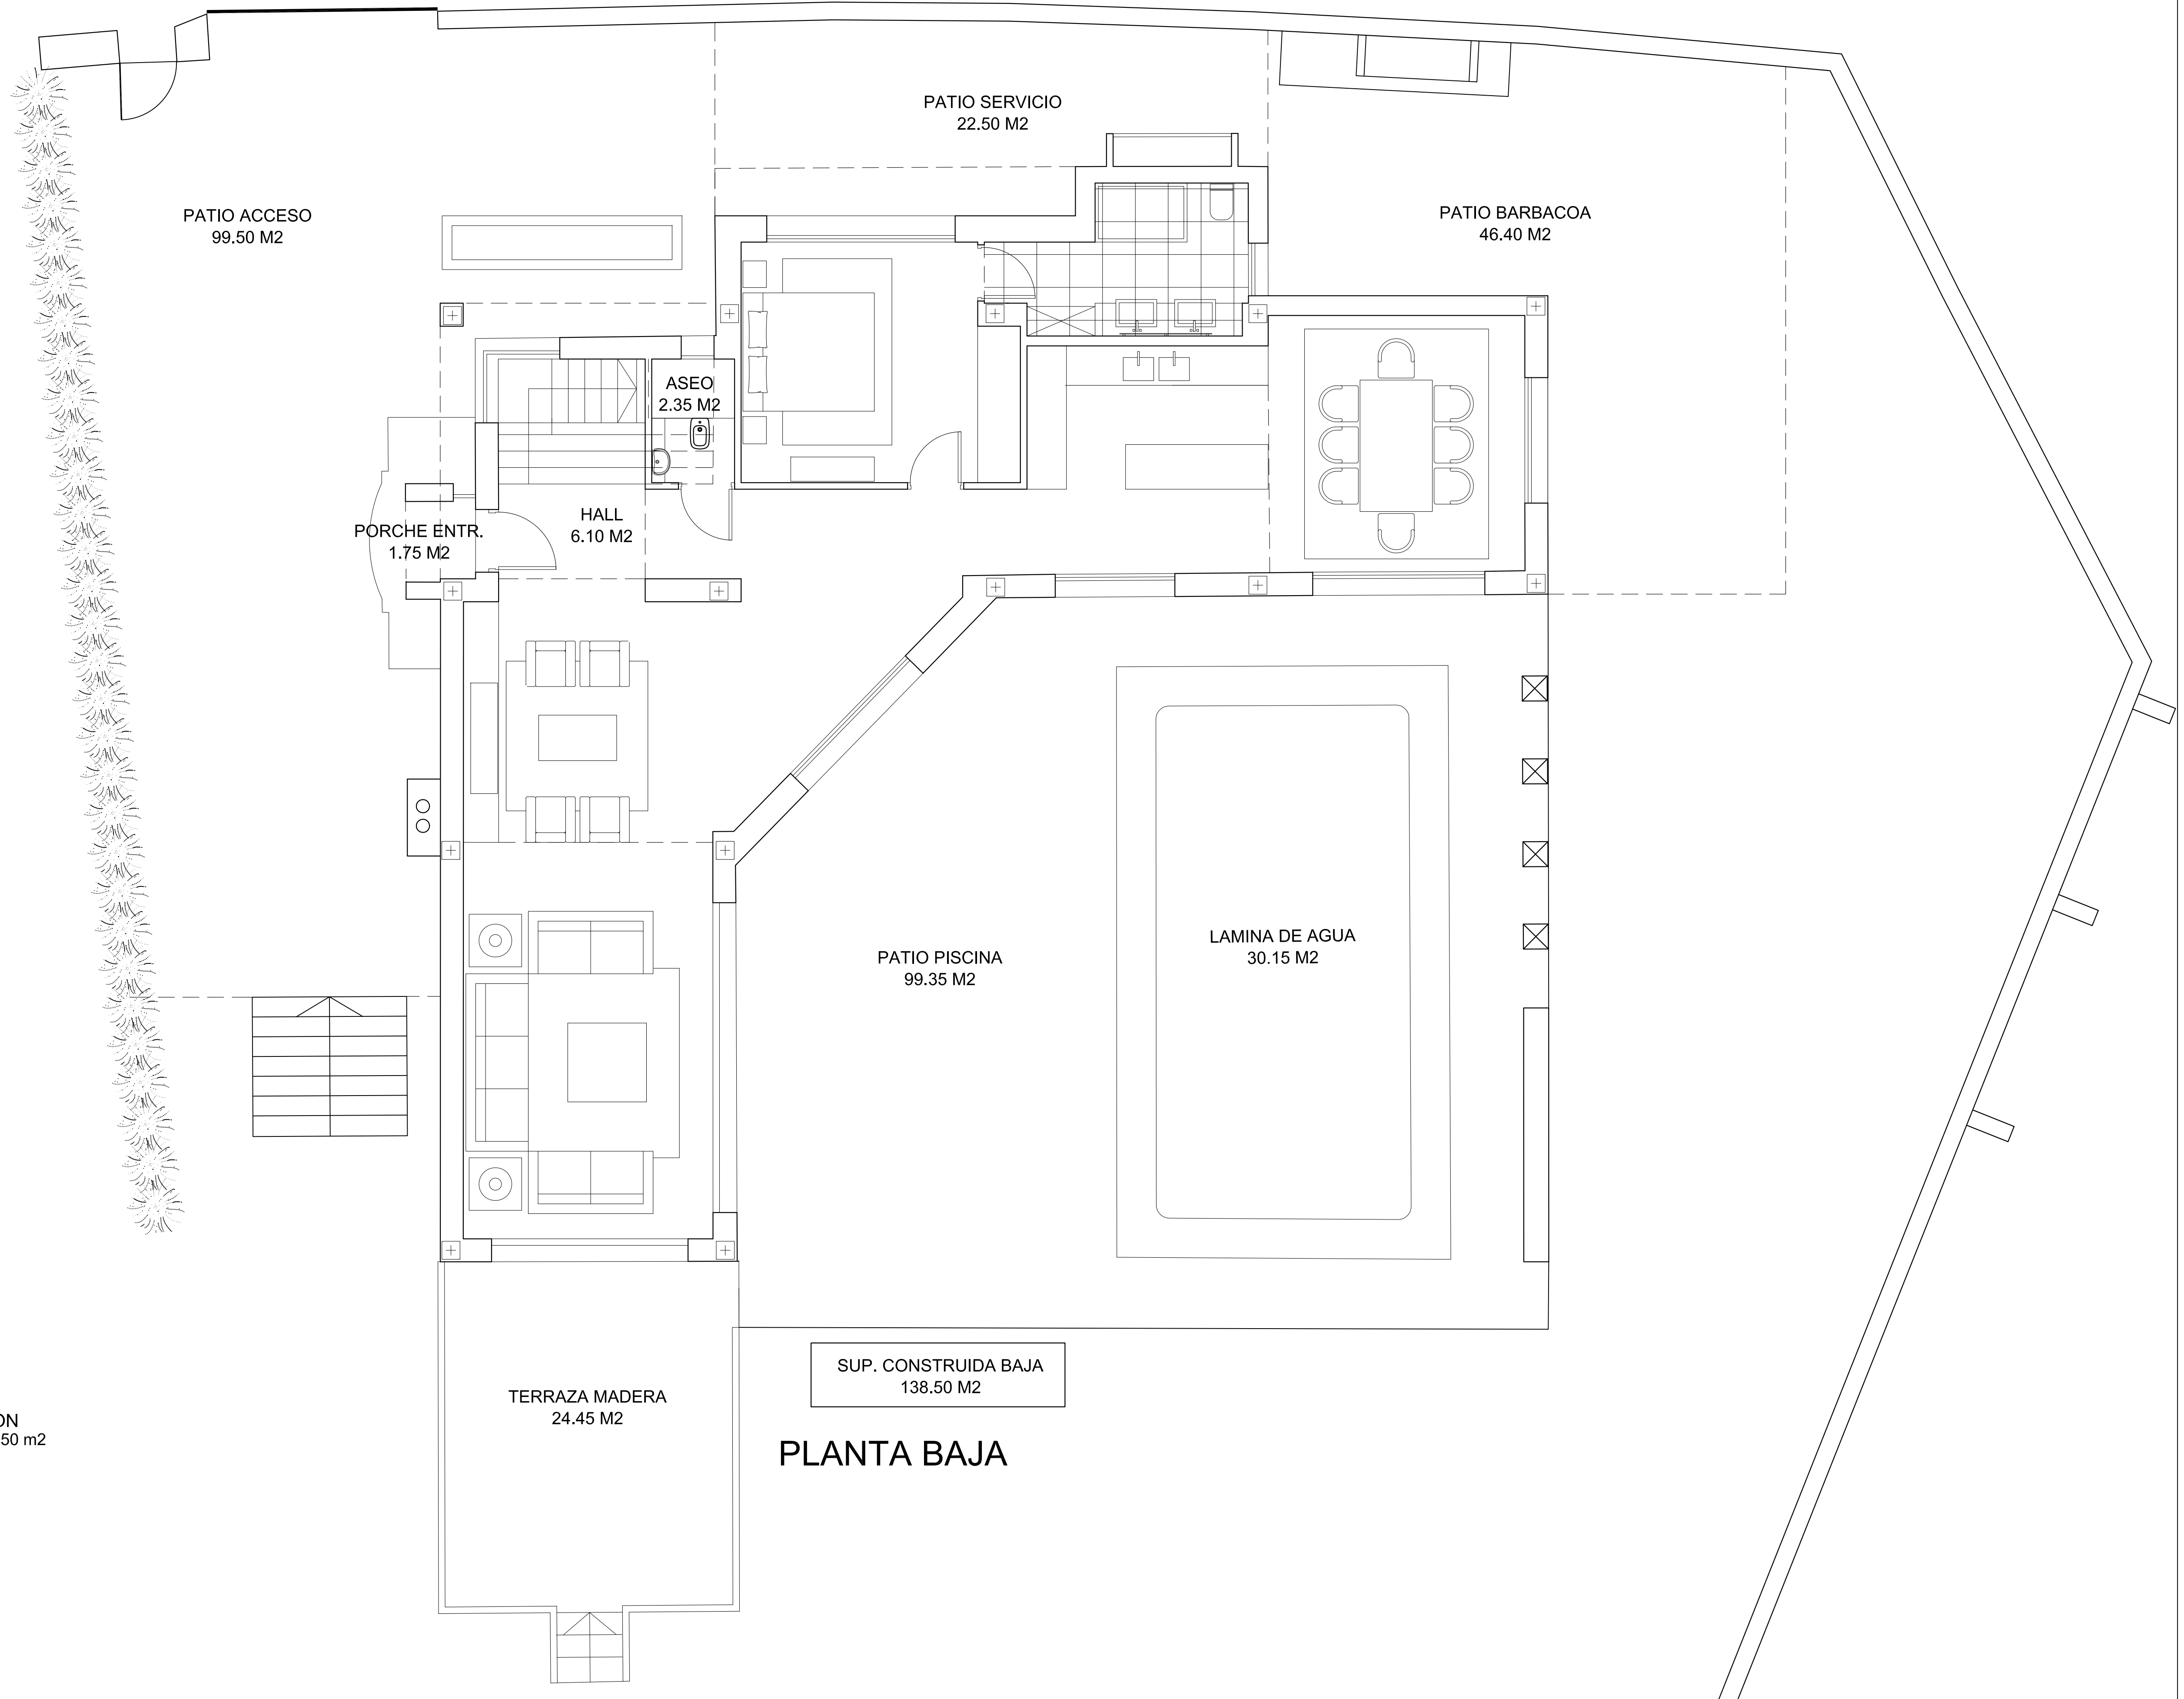 PATIO SERVICIO
22.50 M2
PATIO ACCESO
99.50 M2
PATIO BARBACOA
46.40 M2
ASEO
2.35 M2
HALL
6.10 M2
PORCHE ENTR.
1.75 M2
LAMINA DE AGUA
30.15 M2
PATIO PISCINA
99.35 M2
SUP. CONSTRUIDA BAJA
138.50 M2
TERRAZA MADERA
24.45 M2
ON
50 m2
PLANTA BAJA